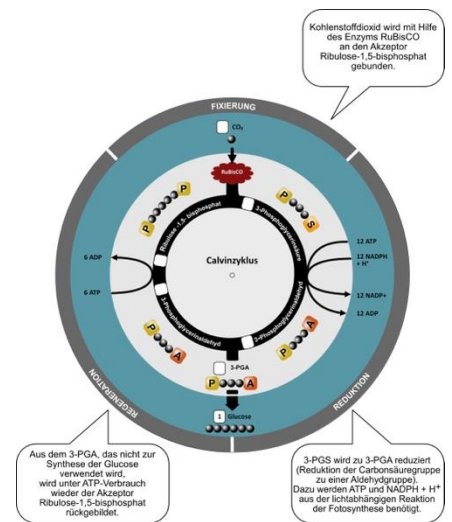 Kohlenstoffdioxid wird mit Hilfe
des Enzyms RuBisCO
an den Akzeptor
Ribulose-1,5-bisphosphat
gebunden.
FIXIERUNG
CO₂
RuBisCO
P
P
P
S
Ribulose -1,5- bisphosphat
3-Phosphoglycerinsäure
Calvinzyklus
6 ADP
6 ATP
12 ATP
12 NADPH
+ H⁺
12 NADP+
12 ADP
3-Phosphoglycerinaldehyd
3-Phosphoglycerinaldehyd
P
A
P
A
3-PGA
P
A
1
Glucose
REGENERATION
REDUKTION
Aus dem 3-PGA, das nicht zur
Synthese der Glucose
verwendet wird,
wird unter ATP-Verbrauch
wieder der Akzeptor
Ribulose-1,5-bisphosphat
rückgebildet.
3-PGS wird zu 3-PGA reduziert
(Reduktion der Carbonsäuregruppe
zu einer Aldehydgruppe).
Dazu werden ATP und NADPH + H⁺
aus der lichtabhängigen Reaktion
der Fotosynthese benötigt.